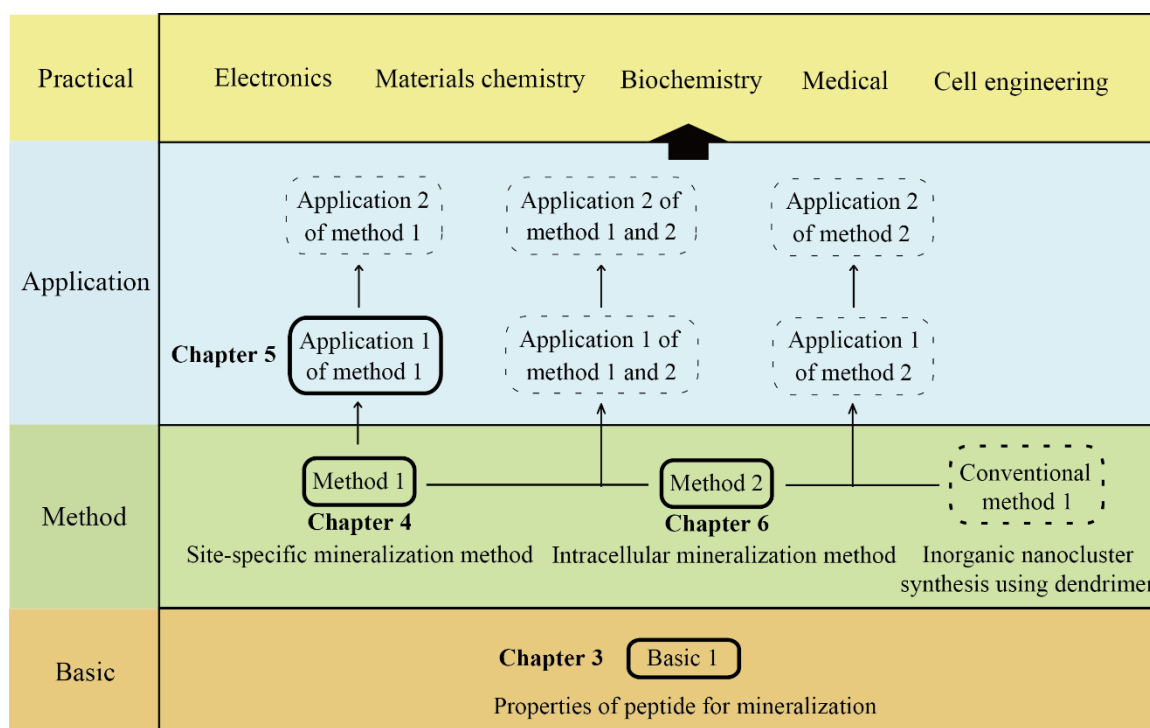 Practical
Electronics
Materials chemistry
Biochemistry
Medical
Cell engineering
Application
Application 2
of method 1
Application 2 of
method 1 and 2
Application 2
of method 2
Chapter 5
Application 1
of method 1
Application 1 of
method 1 and 2
Application 1
of method 2
Method
Method 1
Chapter 4
Site-specific mineralization method
Method 2
Chapter 6
Intracellular mineralization method
Conventional
method 1
Inorganic nanocluster
synthesis using dendrimer
Basic
Chapter 3
Basic 1
Properties of peptide for mineralization